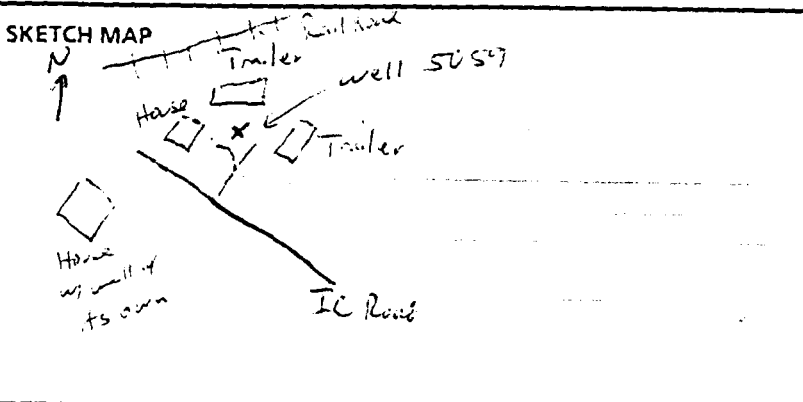 SKETCH MAP
N
Railroad
Trailer
well 5059
House
Trailer
House
w/ well of
its own
IC Road